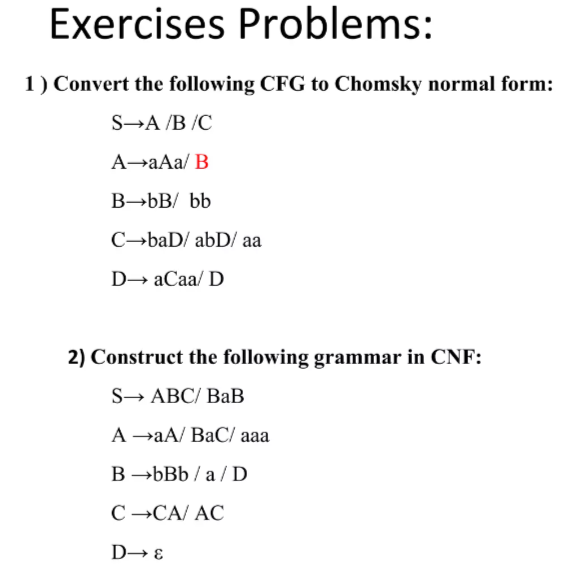 Exercises Problems:
1 ) Convert the following CFG to Chomsky normal form:
S→A /B /C
A→aAa/ B
B→bB/ bb
C→baD/ abD/ aa
D→ aCaa/ D
2) Construct the following grammar in CNF:
S→ ABC/ BaB
A →aA/ BaC/ aaa
B →bBb / a / D
C →CA/ AC
D→ ε